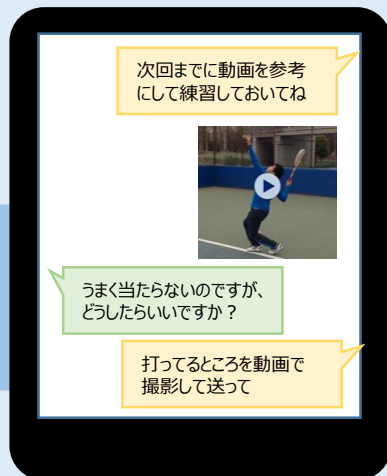 次回までに動画を参考
にして練習しておいてね
うまく当たらないのですが、
どうしたらいいですか？
打ってるところを動画で
撮影して送って